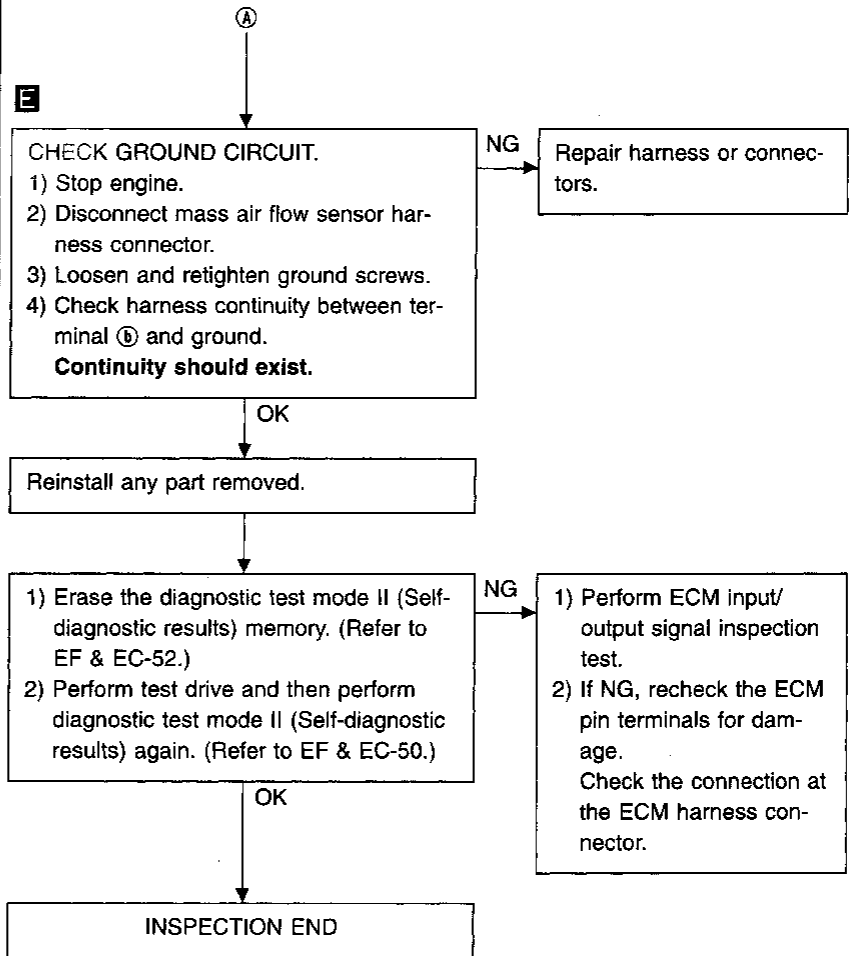 Ⓐ
E
CHECK GROUND CIRCUIT.
1) Stop engine.
2) Disconnect mass air flow sensor har-
ness connector.
3) Loosen and retighten ground screws.
4) Check harness continuity between ter-
minal ⓑ and ground.
Continuity should exist.
NG
Repair harness or connec-
tors.
OK
Reinstall any part removed.
1) Erase the diagnostic test mode II (Self-
diagnostic results) memory. (Refer to
EF & EC-52.)
2) Perform test drive and then perform
diagnostic test mode II (Self-diagnostic
results) again. (Refer to EF & EC-50.)
NG
1) Perform ECM input/
output signal inspection
test.
2) If NG, recheck the ECM
pin terminals for dam-
age.
Check the connection at
the ECM harness con-
nector.
OK
INSPECTION END